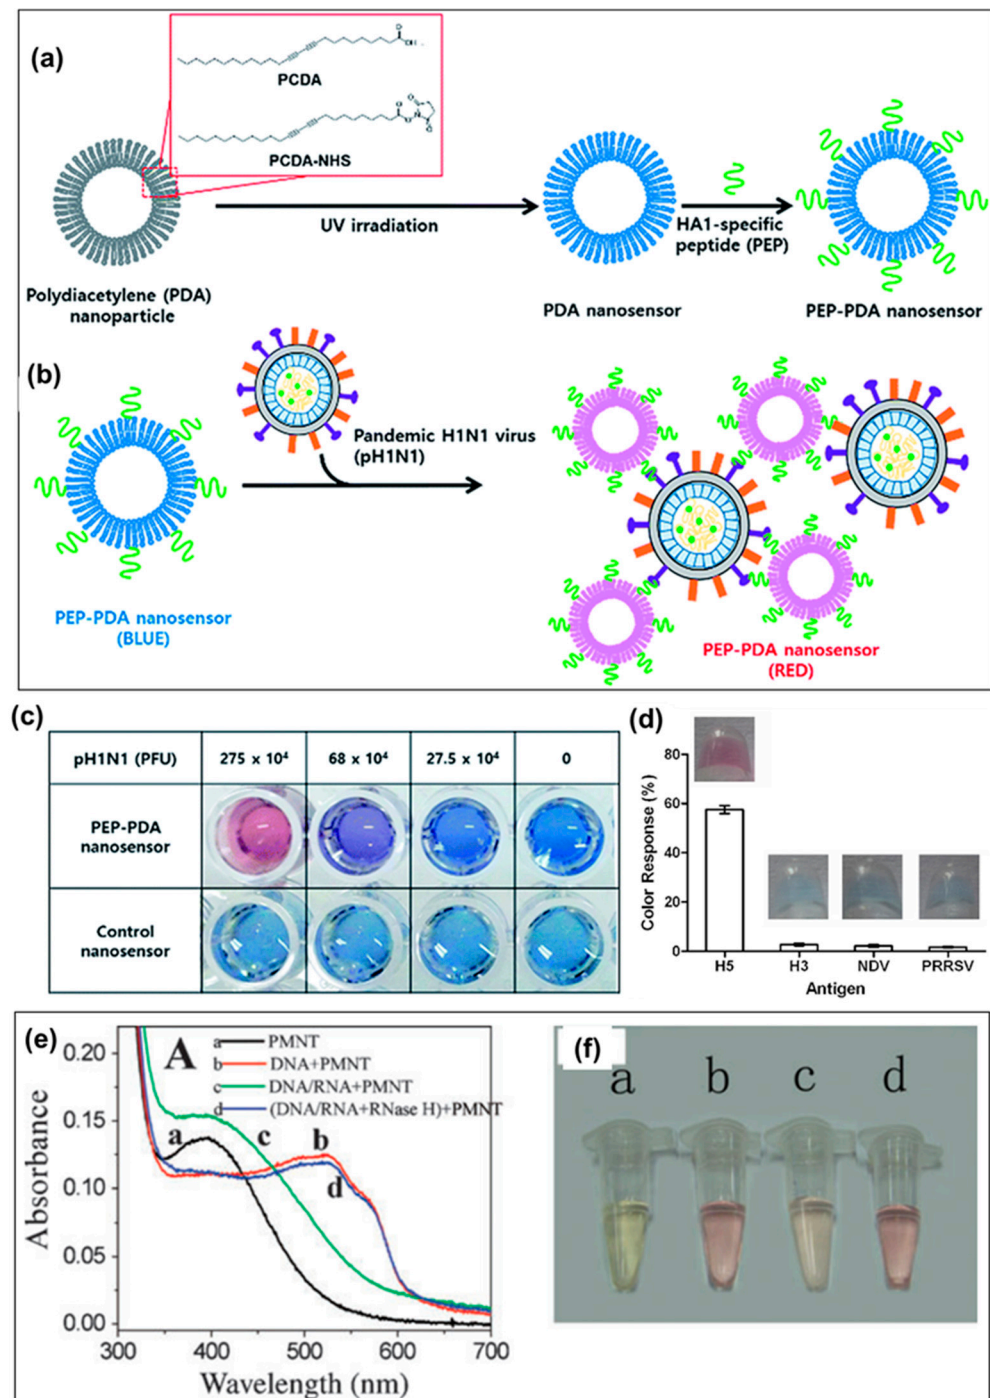 (a)
PCDA
PCDA-NHS
UV irradiation
HA1-specific
peptide (PEP)
Polydiacetylene (PDA)
nanoparticle
PDA nanosensor
PEP-PDA nanosensor
(b)
Pandemic H1N1 virus
(pH1N1)
PEP-PDA nanosensor
(BLUE)
PEP-PDA nanosensor
(RED)
(c)
pH1N1 (PFU) 275 x 10⁴ 68 x 10⁴ 27.5 x 10⁴ 0
PEP-PDA
nanosensor
Control
nanosensor
(d)
Color Response (%)
80
60
40
20
0
H5 H3 NDV PRRSV
Antigen
(e)
A
a PMNT
b DNA+PMNT
c DNA/RNA+PMNT
d (DNA/RNA+RNase H)+PMNT
a c b
d
Absorbance
0.20
0.15
0.10
0.05
0.00
300 400 500 600 700
Wavelength (nm)
(f)
a b c d